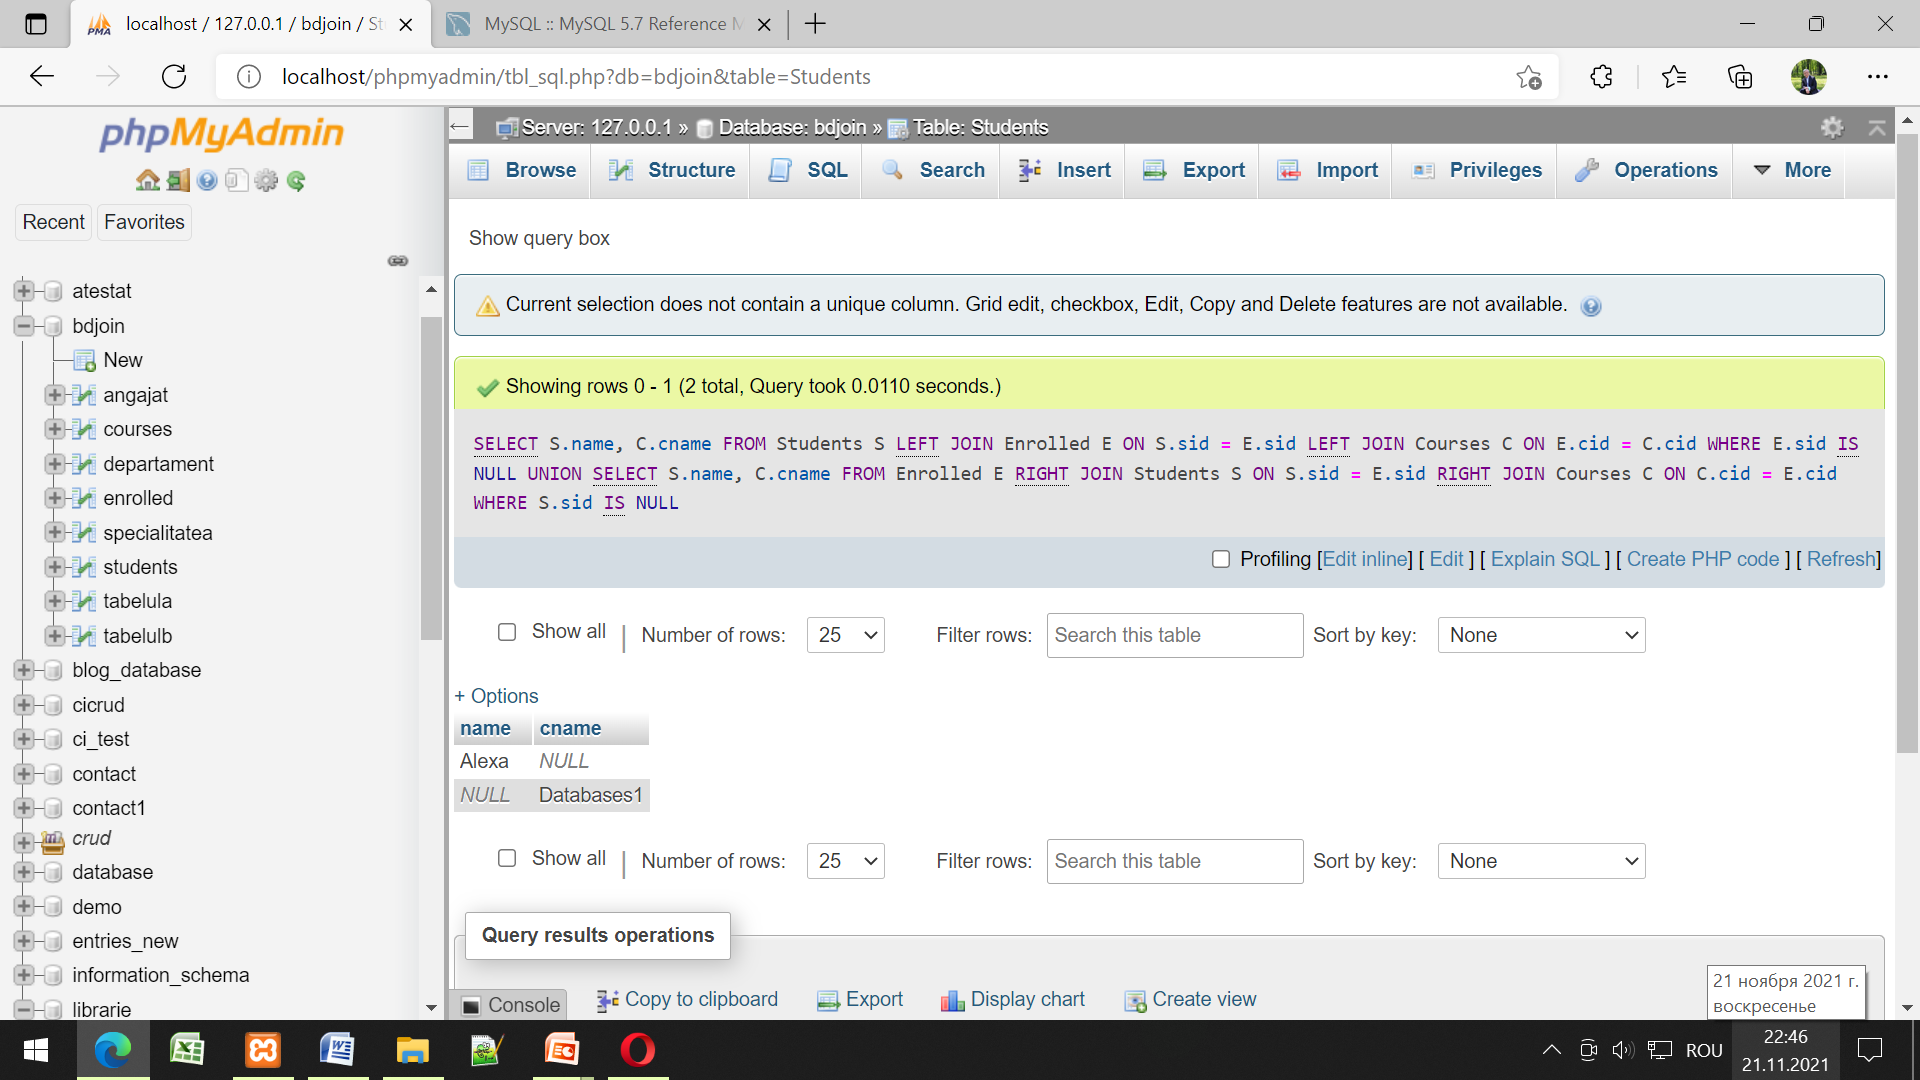 localhost / 127.0.0.1 / bdjoin / St
MySQL :: MySQL 5.7 Reference M
localhost/phpmyadmin/tbl_sql.php?db=bdjoin&table=Students
phpMyAdmin
Recent
Favorites
atestat
bdjoin
New
angajat
courses
departament
enrolled
specialitatea
students
tabelula
tabelulb
blog_database
cicrud
ci_test
contact
contact1
crud
database
demo
entries_new
information_schema
librarie
Server: 127.0.0.1 » Database: bdjoin » Table: Students
Browse
Structure
SQL
Search
Insert
Export
Import
Privileges
Operations
More
Show query box
Current selection does not contain a unique column. Grid edit, checkbox, Edit, Copy and Delete features are not available.
Showing rows 0 - 1 (2 total, Query took 0.0110 seconds.)
SELECT S.name, C.cname FROM Students S LEFT JOIN Enrolled E ON S.sid = E.sid LEFT JOIN Courses C ON E.cid = C.cid WHERE E.sid IS
NULL UNION SELECT S.name, C.cname FROM Enrolled E RIGHT JOIN Students S ON S.sid = E.sid RIGHT JOIN Courses C ON C.cid = E.cid
WHERE S.sid IS NULL
Profiling [Edit inline] [ Edit ] [ Explain SQL ] [ Create PHP code ] [ Refresh]
Show all | Number of rows: 25 Filter rows: Search this table Sort by key: None
+ Options
name cname
Alexa NULL
NULL Databases1
Show all | Number of rows: 25 Filter rows: Search this table Sort by key: None
Query results operations
Console
Copy to clipboard
Export
Display chart
Create view
21 ноября 2021 г.
воскресенье
ROU
22:46
21.11.2021